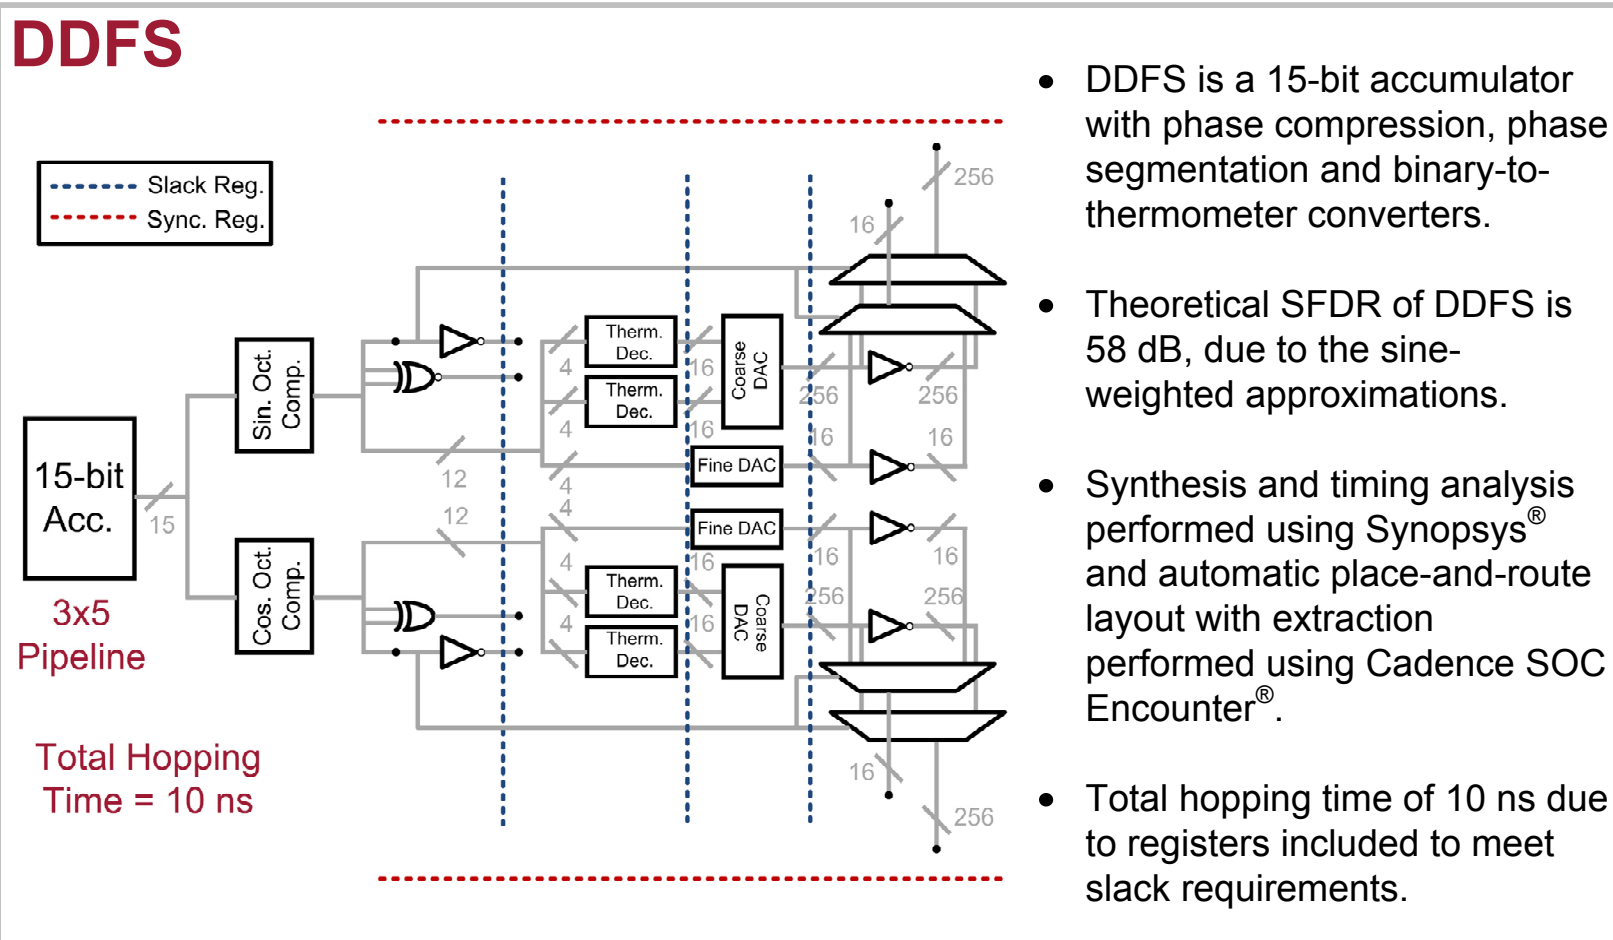 DDFS
Slack Reg.
Sync. Reg.
15-bit
Acc.
3x5
Pipeline
Total Hopping
Time = 10 ns
15
Sin. Oct.
Comp.
Cos. Oct.
Comp.
12
12
4
4
4
4
4
4
Therm.
Dec.
Therm.
Dec.
Fine DAC
Fine DAC
Therm.
Dec.
Therm.
Dec.
16
16
16
16
Coarse
DAC
Coarse
DAC
256
16
16
256
256
16
16
256
16
256
16
256
• DDFS is a 15-bit accumulator
with phase compression, phase
segmentation and binary-to-
thermometer converters.
• Theoretical SFDR of DDFS is
58 dB, due to the sine-
weighted approximations.
• Synthesis and timing analysis
performed using Synopsys®
and automatic place-and-route
layout with extraction
performed using Cadence SOC
Encounter®.
• Total hopping time of 10 ns due
to registers included to meet
slack requirements.